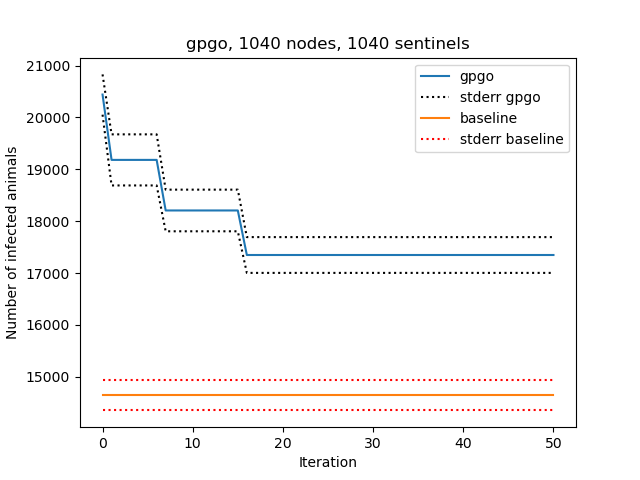 gpgo, 1040 nodes, 1040 sentinels
21000
20000
19000
18000
17000
16000
15000
Number of infected animals
gpgo
stderr gpgo
baseline
stderr baseline
0 10 20 30 40 50
Iteration